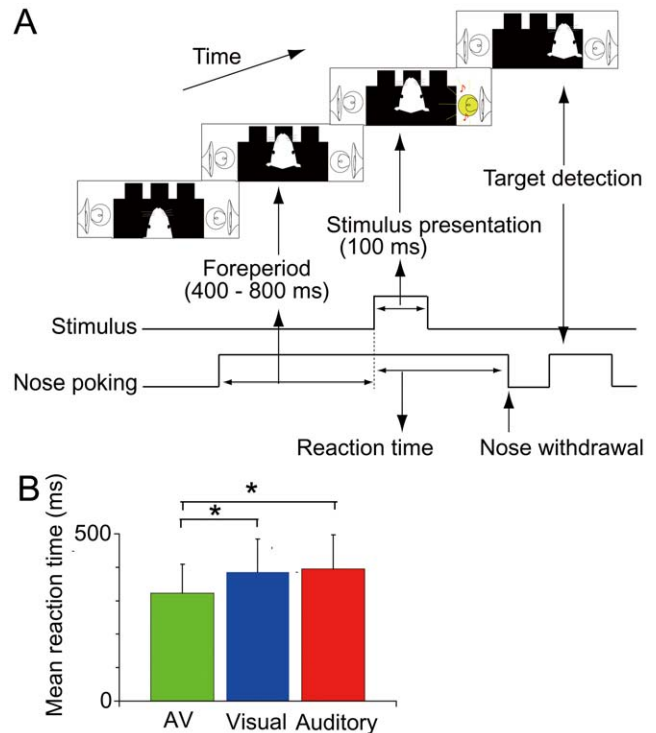 A
Time
Target detection
Stimulus presentation
(100 ms)
Foreperiod
(400 - 800 ms)
Stimulus
Nose poking
Reaction time
Nose withdrawal
B
Mean reaction time (ms)
*
*
500
0
AV
Visual
Auditory